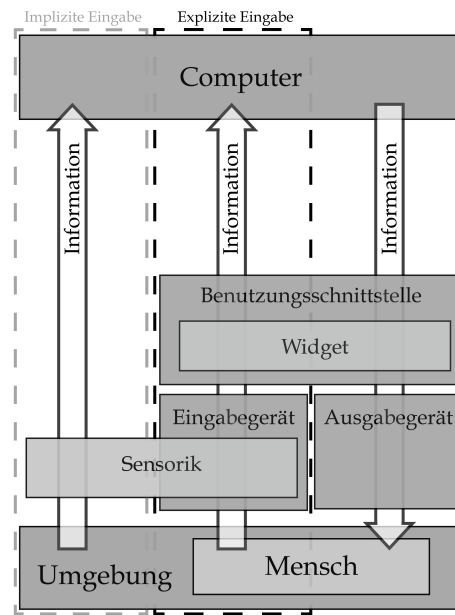 Implizite Eingabe
Explizite Eingabe
Computer
Information
Information
Information
Benutzungsschnittstelle
Widget
Eingabegerät
Ausgabegerät
Sensorik
Umgebung
Mensch